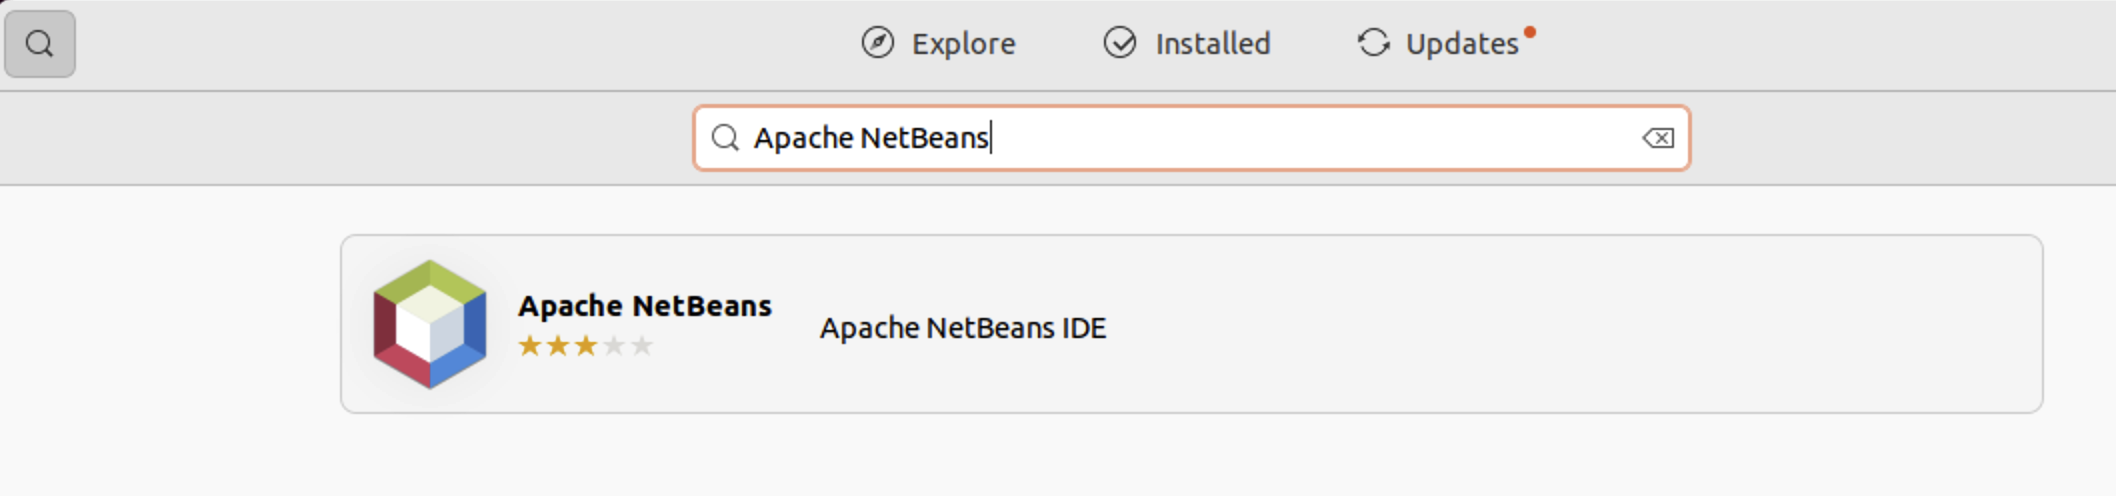 Explore Installed Updates
Apache NetBeans
Apache NetBeans
Apache NetBeans IDE